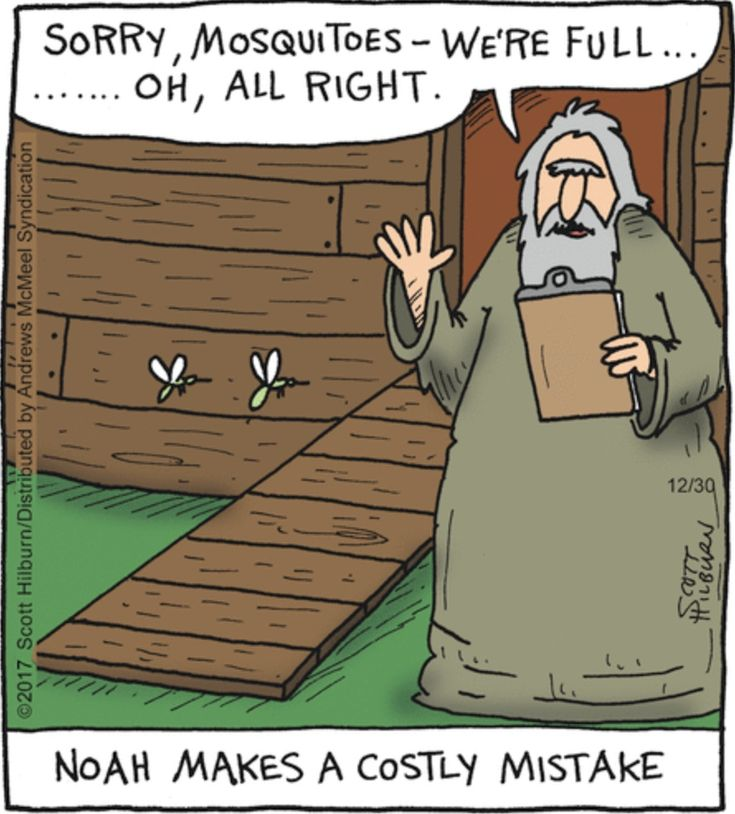 SORRY, MOSQUITOES - WE'RE FULL...
....... OH, ALL RIGHT.
©2017 Scott Hilburn/Distributed by Andrews McMeel Syndication
12/30
SCOTT
HILBURN
NOAH MAKES A COSTLY MISTAKE